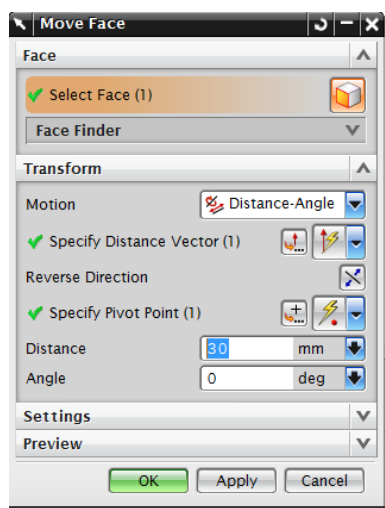 Move Face
Face
Select Face (1)
Face Finder
Transform
Motion Distance-Angle
Specify Distance Vector (1)
Reverse Direction
Specify Pivot Point (1)
Distance 30 mm
Angle 0 deg
Settings
Preview
OK Apply Cancel